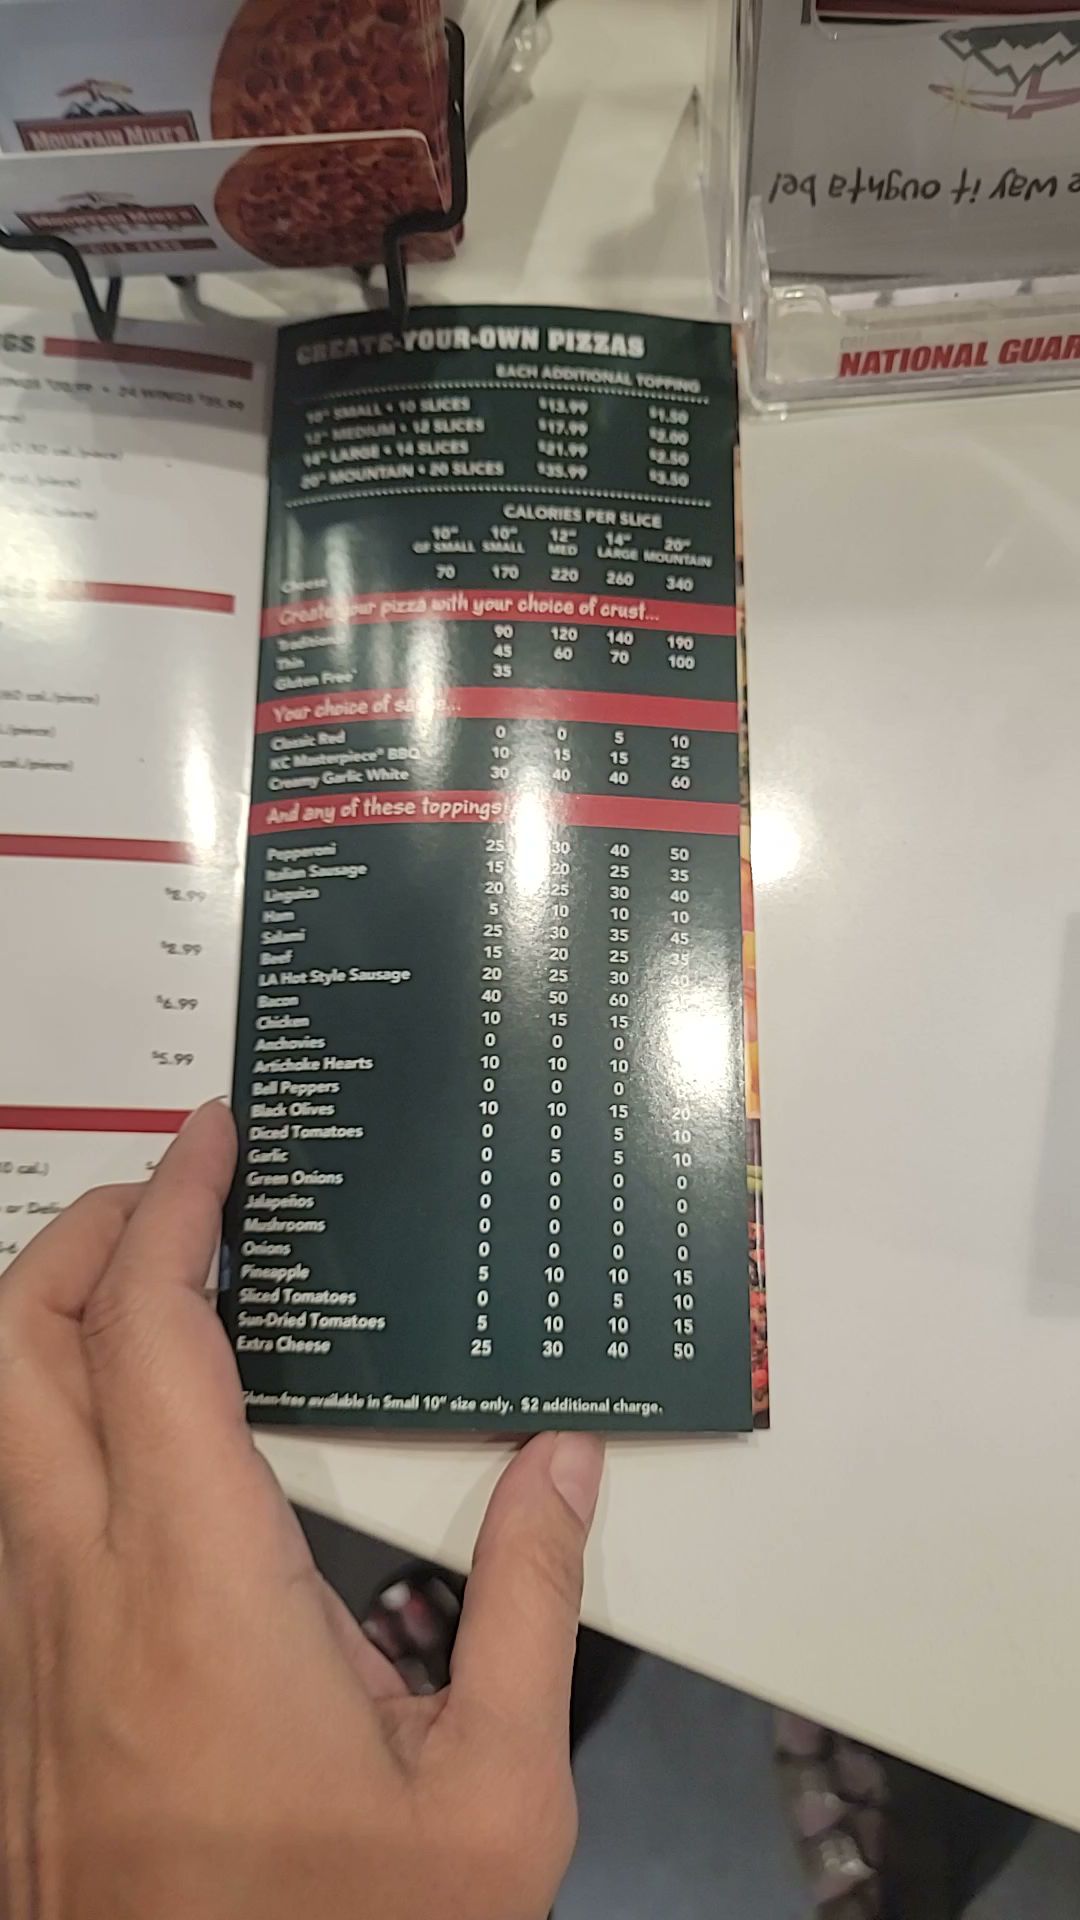 MOUNTAIN MIKE'S
MOUNTAIN MIKE'S
e way it oughta be!
CALIFORNIA
NATIONAL GUAR
GS
24 WINGS
$8.99
$6.99
$5.99
CREATE-YOUR-OWN PIZZAS
EACH ADDITIONAL TOPPING
10" SMALL • 10 SLICES $13.99 $1.50
12" MEDIUM • 12 SLICES $17.99 $2.00
14" LARGE • 14 SLICES $21.99 $2.50
20" MOUNTAIN • 20 SLICES $35.99 $3.50
CALORIES PER SLICE
10" 10" 12" 14" 20"
GF SMALL SMALL MED LARGE MOUNTAIN
Cheese 70 170 220 260 340
Create your pizza with your choice of crust...
Traditional 90 120 140 190
Thin 45 60 70 100
Gluten Free* 35
Your choice of sauce...
Classic Red 0 0 5 10
KC Masterpiece® BBQ 10 15 15 25
Creamy Garlic White 30 40 40 60
And any of these toppings
Pepperoni 25 30 40 50
Italian Sausage 15 20 25 35
Linguica 20 25 30 40
Ham 5 10 10 10
Salami 25 30 35 45
Beef 15 20 25 35
LA Hot Style Sausage 20 25 30 40
Bacon 40 50 60
Chicken 10 15 15
Anchovies 0 0 0
Artichoke Hearts 10 10 10
Bell Peppers 0 0 0
Black Olives 10 10 15 20
Diced Tomatoes 0 0 5 10
Garlic 0 5 5 10
Green Onions 0 0 0 0
Jalapeños 0 0 0 0
Mushrooms 0 0 0 0
Onions 0 0 0 0
Pineapple 5 10 10 15
Sliced Tomatoes 0 0 5 10
Sun-Dried Tomatoes 5 10 10 15
Extra Cheese 25 30 40 50
Gluten-free available in Small 10" size only. $2 additional charge.